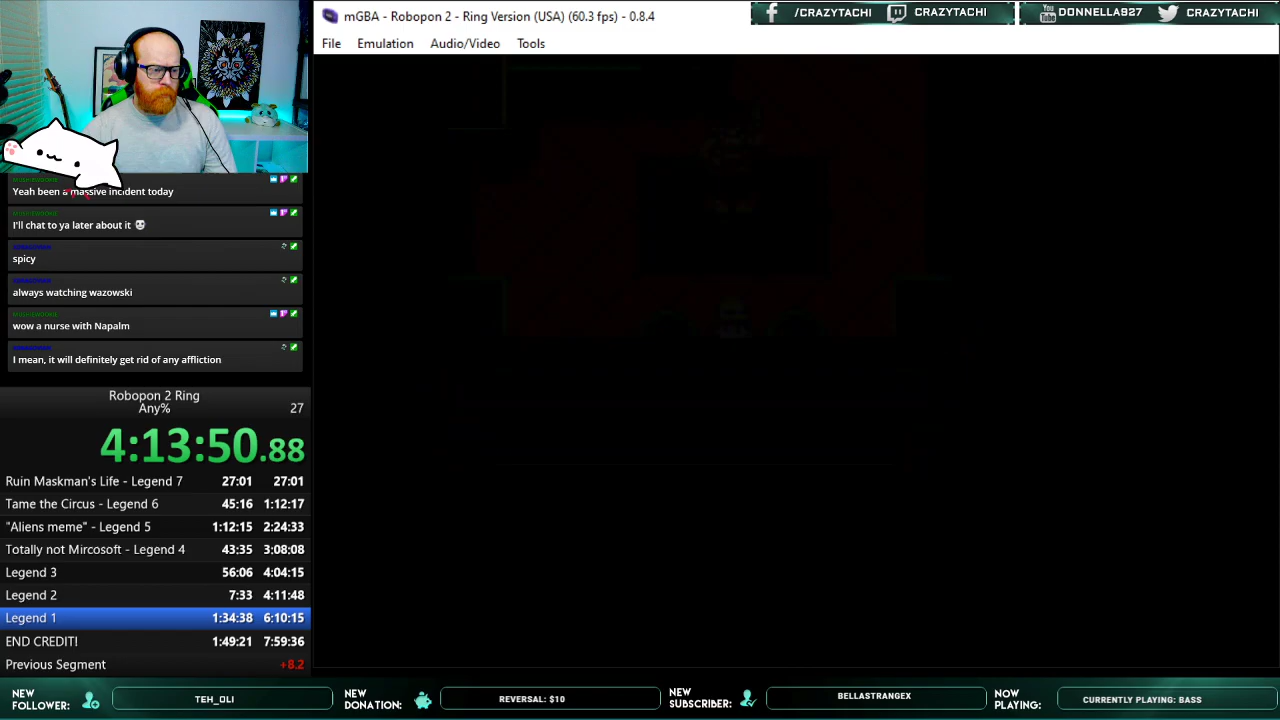 mGBA - Robopon 2 - Ring Version (USA) (60.3 fps) - 0.8.4
/CRAZYTACHI
CRAZYTACHI
You Tube
DONNELLAB27
CRAZYTACHI
File Emulation Audio/Video Tools
Yeah been a massive incident today
I'll chat to ya later about it
spicy
always watching wazowski
wow a nurse with Napalm
I mean, it will definitely get rid of any affliction
Robopon 2 Ring
Any% 27
4:13:50.88
Ruin Maskman's Life - Legend 7 27:01 27:01
Tame the Circus - Legend 6 45:16 1:12:17
"Aliens meme" - Legend 5 1:12:15 2:24:33
Totally not Mircosoft - Legend 4 43:35 3:08:08
Legend 3 56:06 4:04:15
Legend 2 7:33 4:11:48
Legend 1 1:34:38 6:10:15
END CREDIT! 1:49:21 7:59:36
Previous Segment +8.2
NEW FOLLOWER: TEH_OLI
NEW DONATION: REVERSAL: $10
NEW SUBSCRIBER: BELLASTRANGEX
NOW PLAYING: CURRENTLY PLAYING: BASS